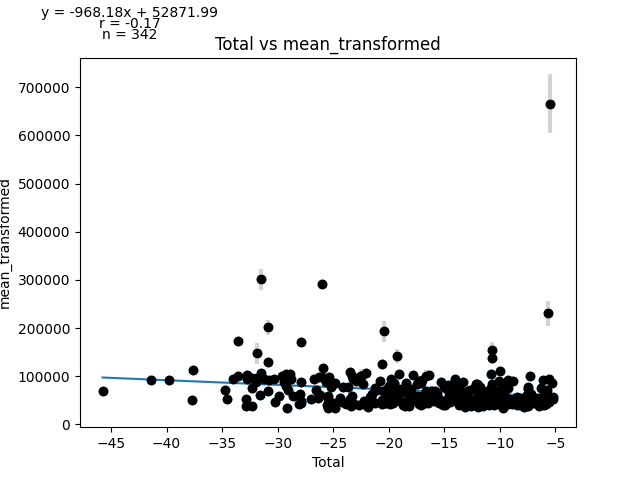 y = -968.18x + 52871.99
r = -0.17
n = 342
Total vs mean_transformed
mean_transformed
700000
600000
500000
400000
300000
200000
100000
0
−45
−40
−35
−30
−25
−20
−15
−10
−5
Total